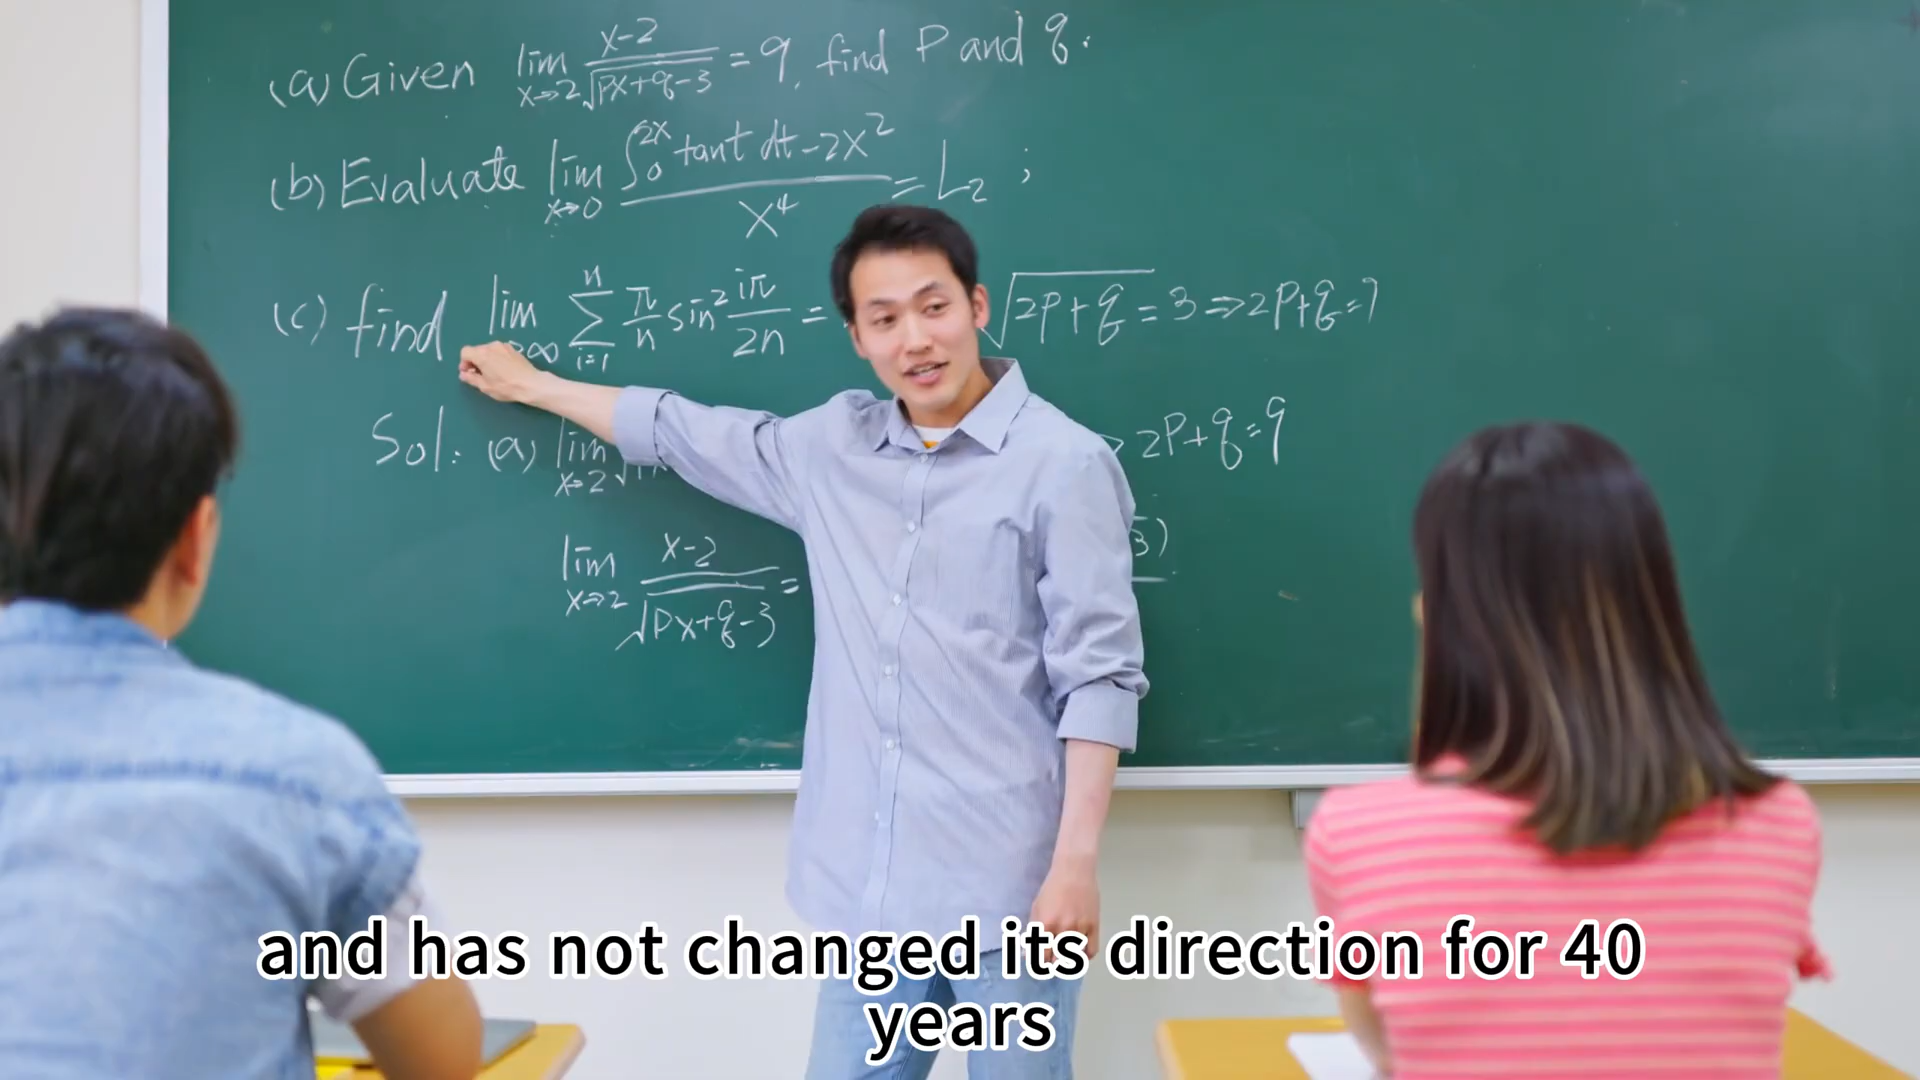 (a) Given lim x→2 x-2 / √px+q-3 = 9, find P and q.
(b) Evaluate lim x→0 ∫0 2x tant dt - 2x² / x⁴ = L₂ ;
(c) find lim →∞ n Σ i=1 π/n sin² iπ/2n = √2P+q = 3 ⇒ 2P+q=9
Sol: (a) lim x→2 2P+q=9
lim x→2 x-2 / √Px+q-3 = 3)
and has not changed its direction for 40
years